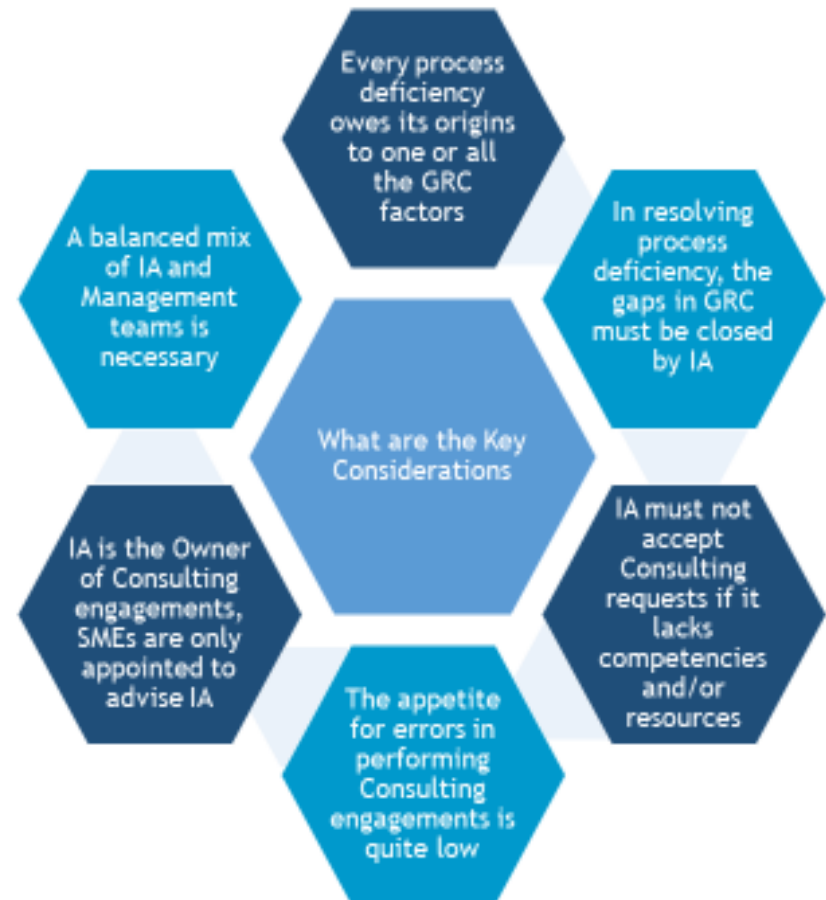 Every process
deficiency
owes its origins
to one or all
the GRC
factors
In resolving
process
deficiency, the
gaps in GRC
must be closed
by IA
IA must not
accept
Consulting
requests if it
lacks
competencies
and/or
resources
The appetite
for errors in
performing
Consulting
engagements is
quite low
IA is the Owner
of Consulting
engagements,
SMEs are only
appointed to
advise IA
A balanced mix
of IA and
Management
teams is
necessary
What are the Key
Considerations